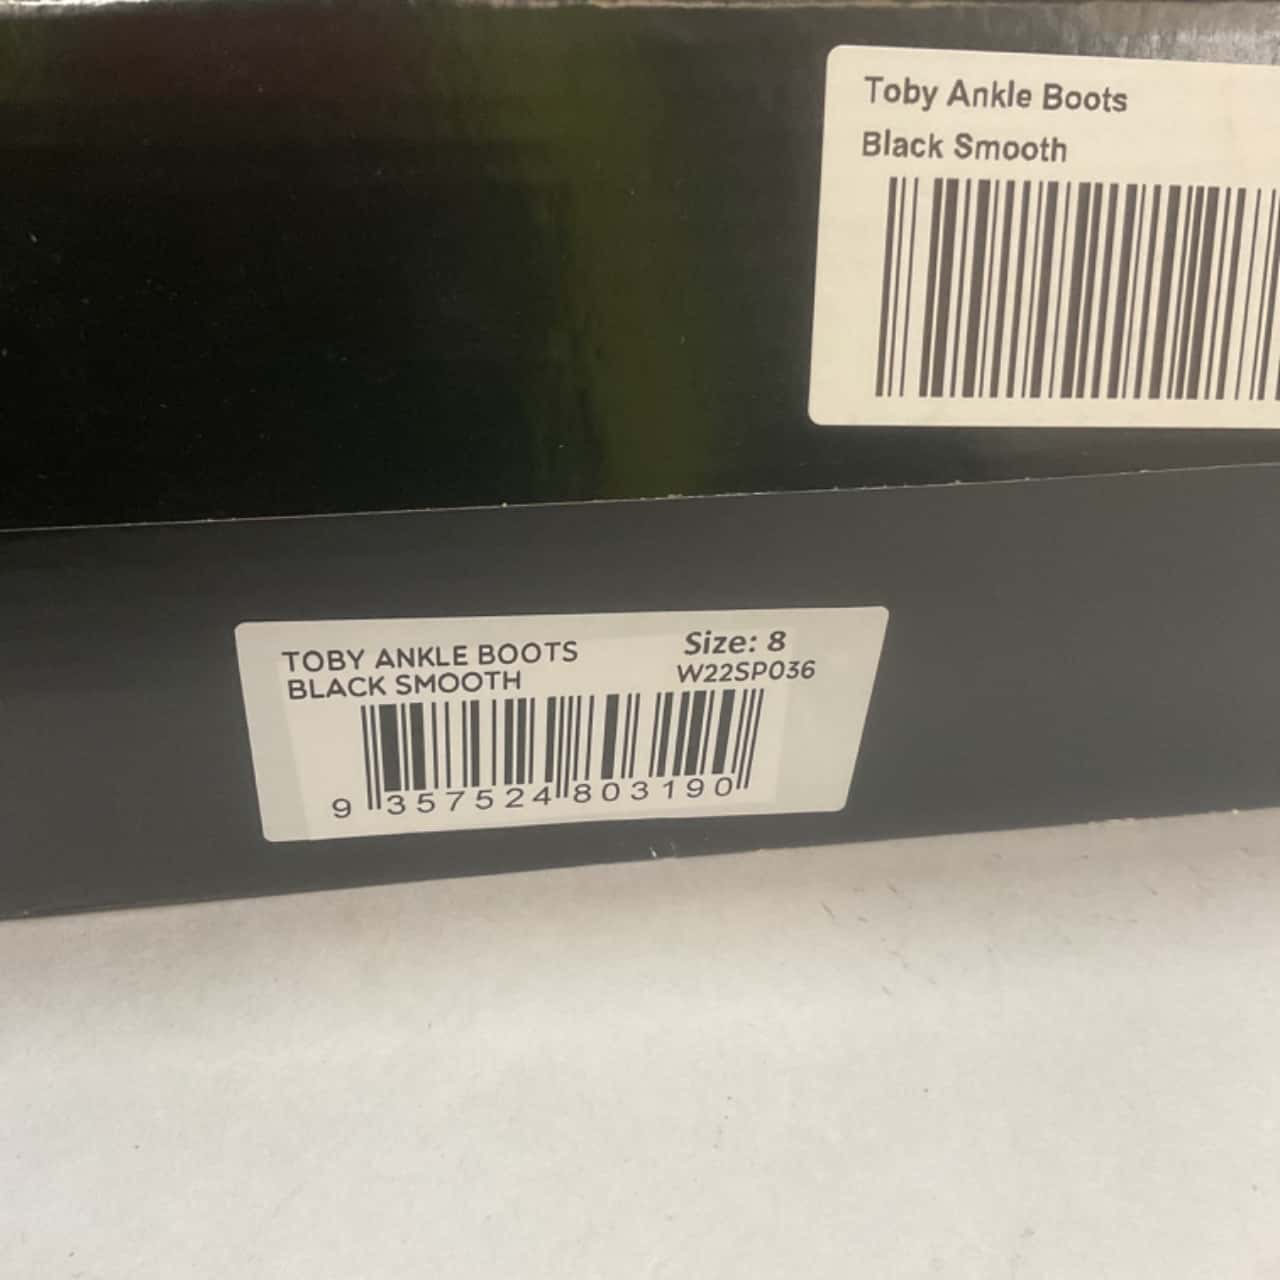 Toby Ankle Boots
Black Smooth
TOBY ANKLE BOOTS
BLACK SMOOTH
Size: 8
W22SP036
9 357524 803190